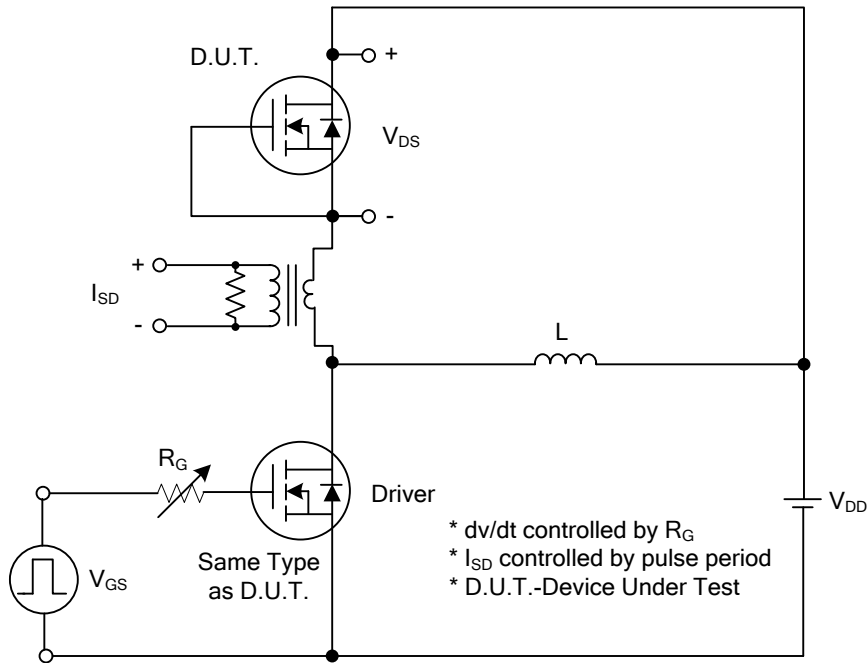 D.U.T.
+
V_DS
-
+
I_SD
-
L
R_G
Driver
V_DD
* dv/dt controlled by R_G
* I_SD controlled by pulse period
* D.U.T.-Device Under Test
Same Type
as D.U.T.
V_GS